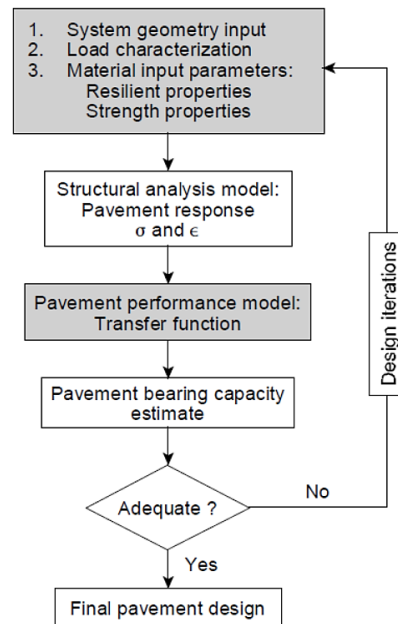 1. System geometry input
2. Load characterization
3. Material input parameters:
Resilient properties
Strength properties
Structural analysis model:
Pavement response
σ and ϵ
Pavement performance model:
Transfer function
Pavement bearing capacity
estimate
Adequate ?
No
Design iterations
Yes
Final pavement design